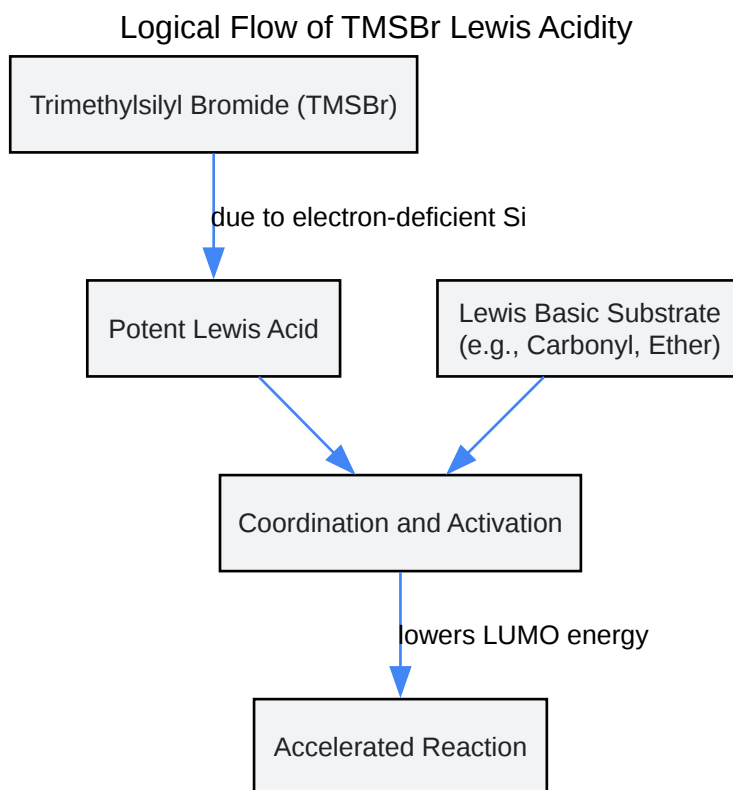 Logical Flow of TMSBr Lewis Acidity
Trimethylsilyl Bromide (TMSBr)
due to electron-deficient Si
Potent Lewis Acid
Lewis Basic Substrate
(e.g., Carbonyl, Ether)
Coordination and Activation
lowers LUMO energy
Accelerated Reaction